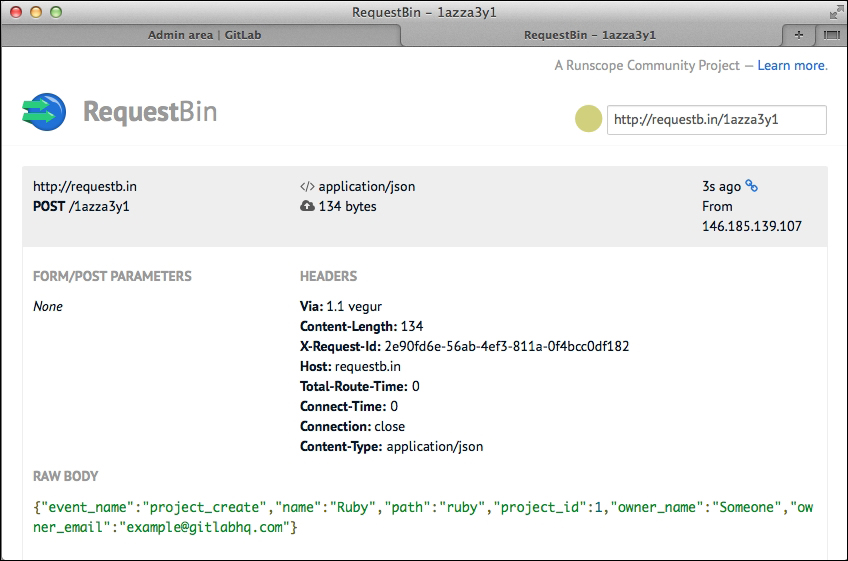 RequestBin – 1azza3y1
Admin area | GitLab
RequestBin – 1azza3y1
+
A Runscope Community Project — Learn more.
RequestBin
http://requestb.in/1azza3y1
http://requestb.in
POST /1azza3y1
</> application/json
134 bytes
3s ago
From
146.185.139.107
FORM/POST PARAMETERS
None
HEADERS
Via: 1.1 vegur
Content-Length: 134
X-Request-Id: 2e90fd6e-56ab-4ef3-811a-0f4bcc0df182
Host: requestb.in
Total-Route-Time: 0
Connect-Time: 0
Connection: close
Content-Type: application/json
RAW BODY
{"event_name":"project_create","name":"Ruby","path":"ruby","project_id":1,"owner_name":"Someone","ow
ner_email":"example@gitlabhq.com"}